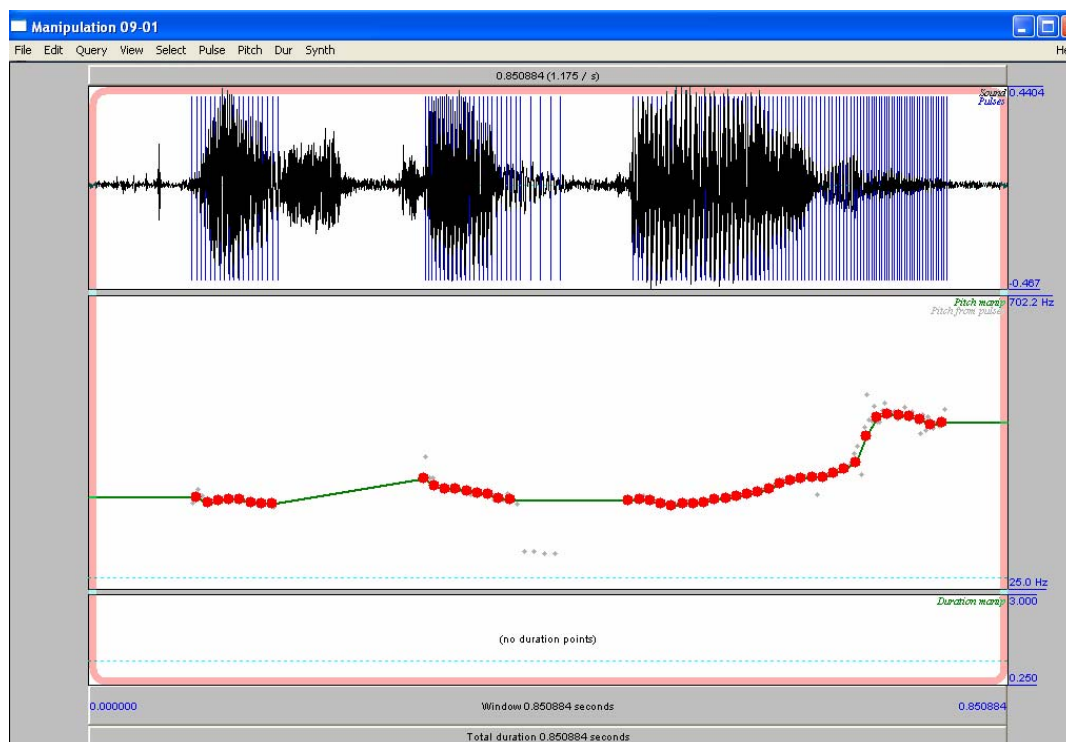 Manipulation 09-01
File Edit Query View Select Pulse Pitch Dur Synth He
0.850884 (1.175 / s)
Sound 0.4404
Pulses
-0.467
Pitch manip 702.2 Hz
Pitch from pulse
25.0 Hz
Duration manip 3.000
(no duration points)
0.250
0.000000 Window 0.850884 seconds 0.850884
Total duration 0.850884 seconds